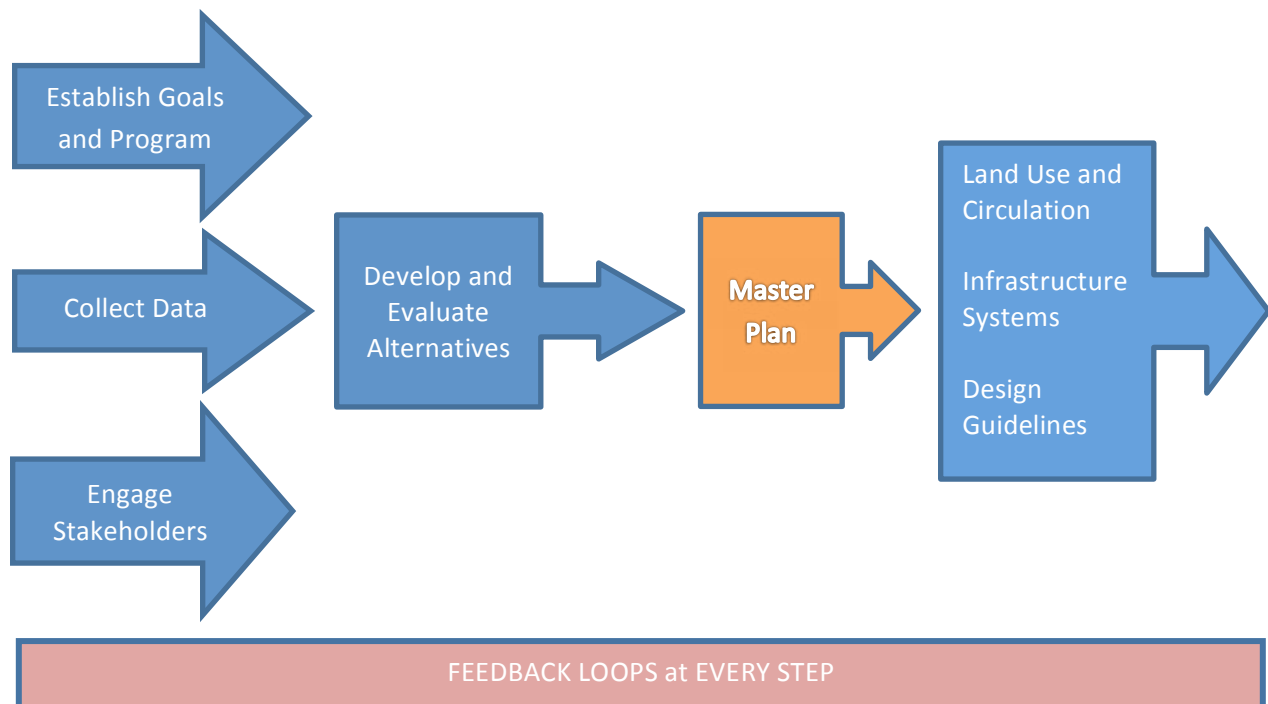 Establish Goals
and Program
Collect Data
Engage
Stakeholders
Develop and
Evaluate
Alternatives
Master
Plan
Land Use and
Circulation
Infrastructure
Systems
Design
Guidelines
FEEDBACK LOOPS at EVERY STEP